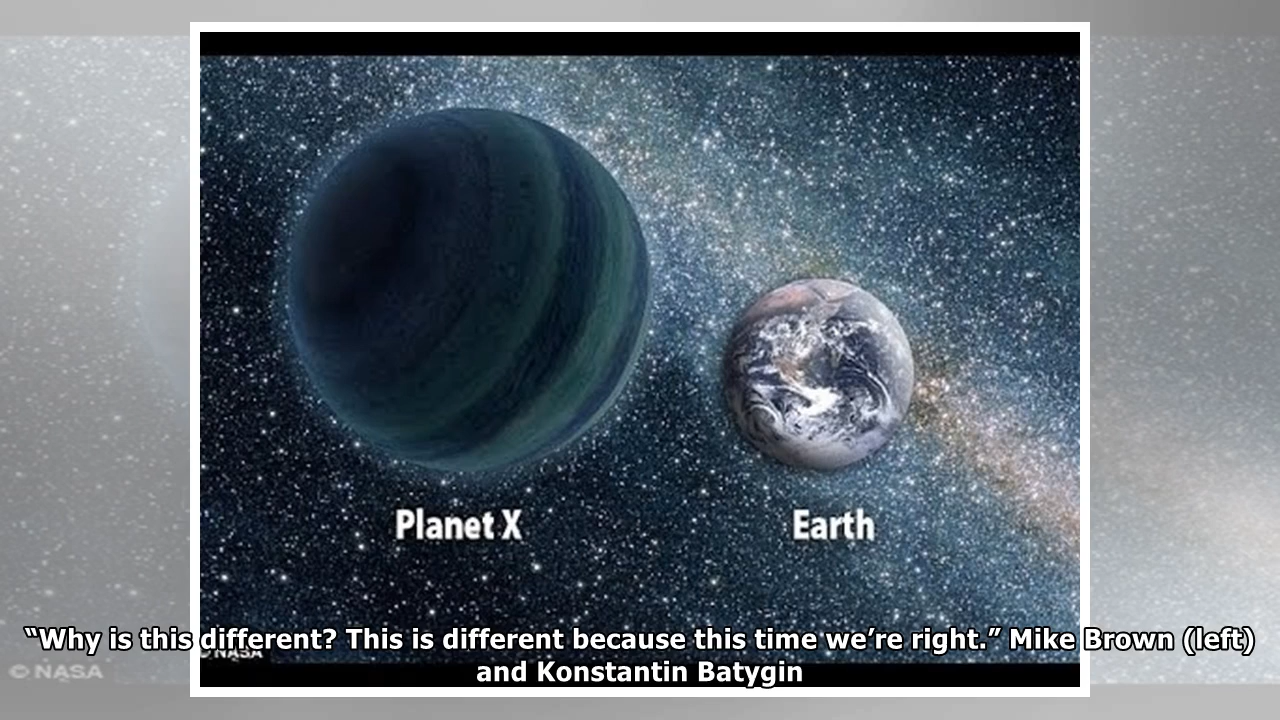 Planet X
Earth
“Why is this different? This is different because this time we’re right.” Mike Brown (left)
and Konstantin Batygin
© NASA
© NASA